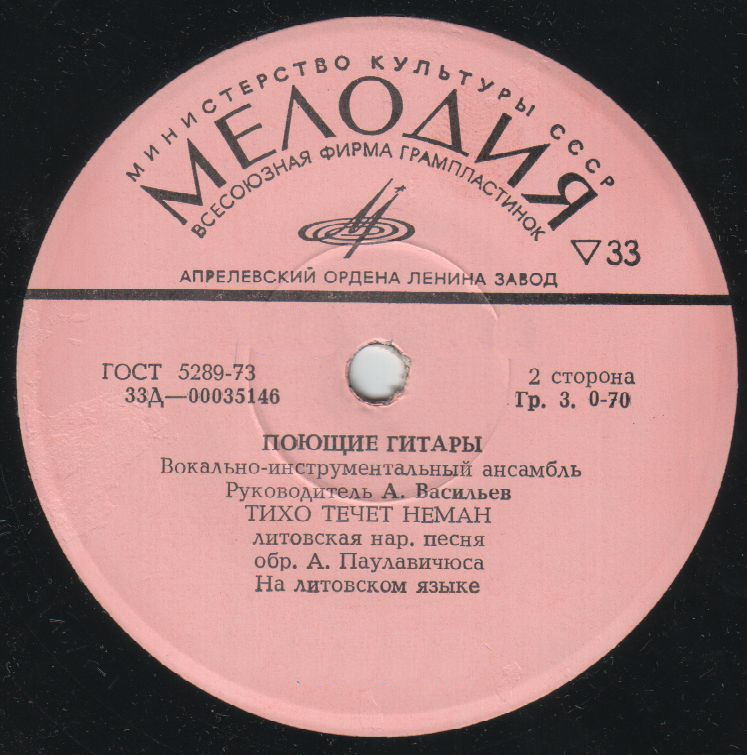 МИНИСТЕРСТВО КУЛЬТУРЫ СССР
МЕЛОДИЯ
ВСЕСОЮЗНАЯ ФИРМА ГРАМПЛАСТИНОК
▽33
АПРЕЛЕВСКИЙ ОРДЕНА ЛЕНИНА ЗАВОД
ГОСТ 5289-73
33Д—00035146
2 сторона
Гр. 3. 0-70
ПОЮЩИЕ ГИТАРЫ
Вокально-инструментальный ансамбль
Руководитель А. Васильев
ТИХО ТЕЧЕТ НЕМАН
литовская нар. песня
обр. А. Паулавичюса
На литовском языке